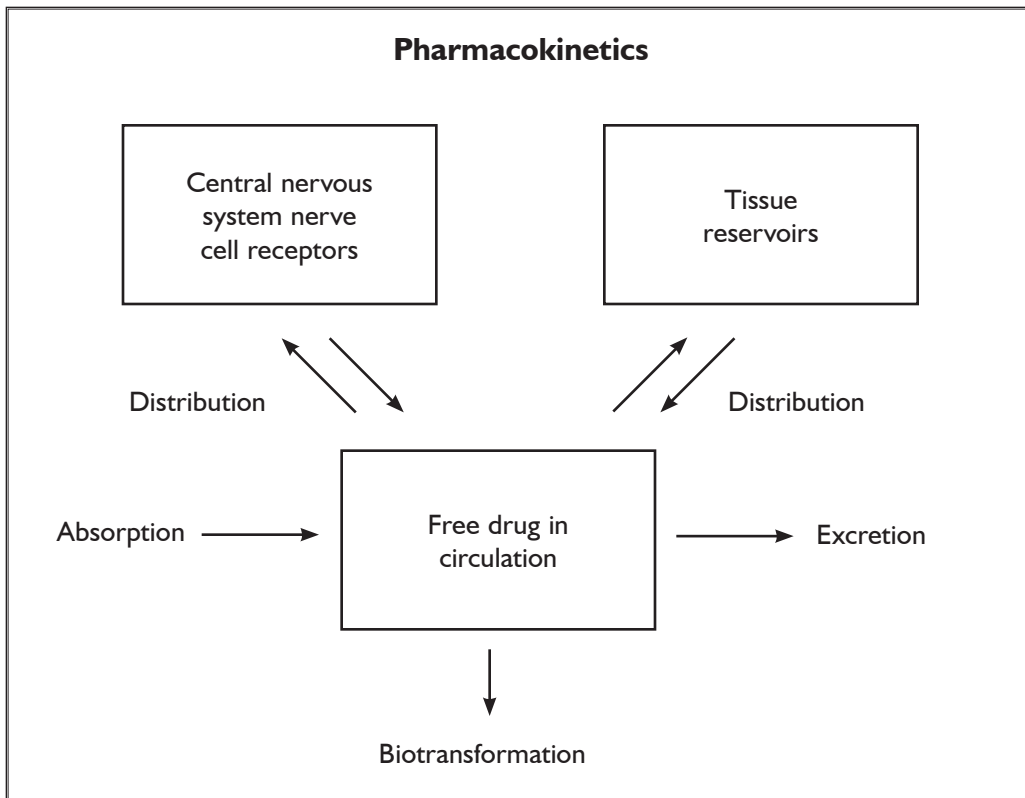 Pharmacokinetics
Central nervous
system nerve
cell receptors
Tissue
reservoirs
Distribution
Distribution
Absorption
Free drug in
circulation
Excretion
Biotransformation